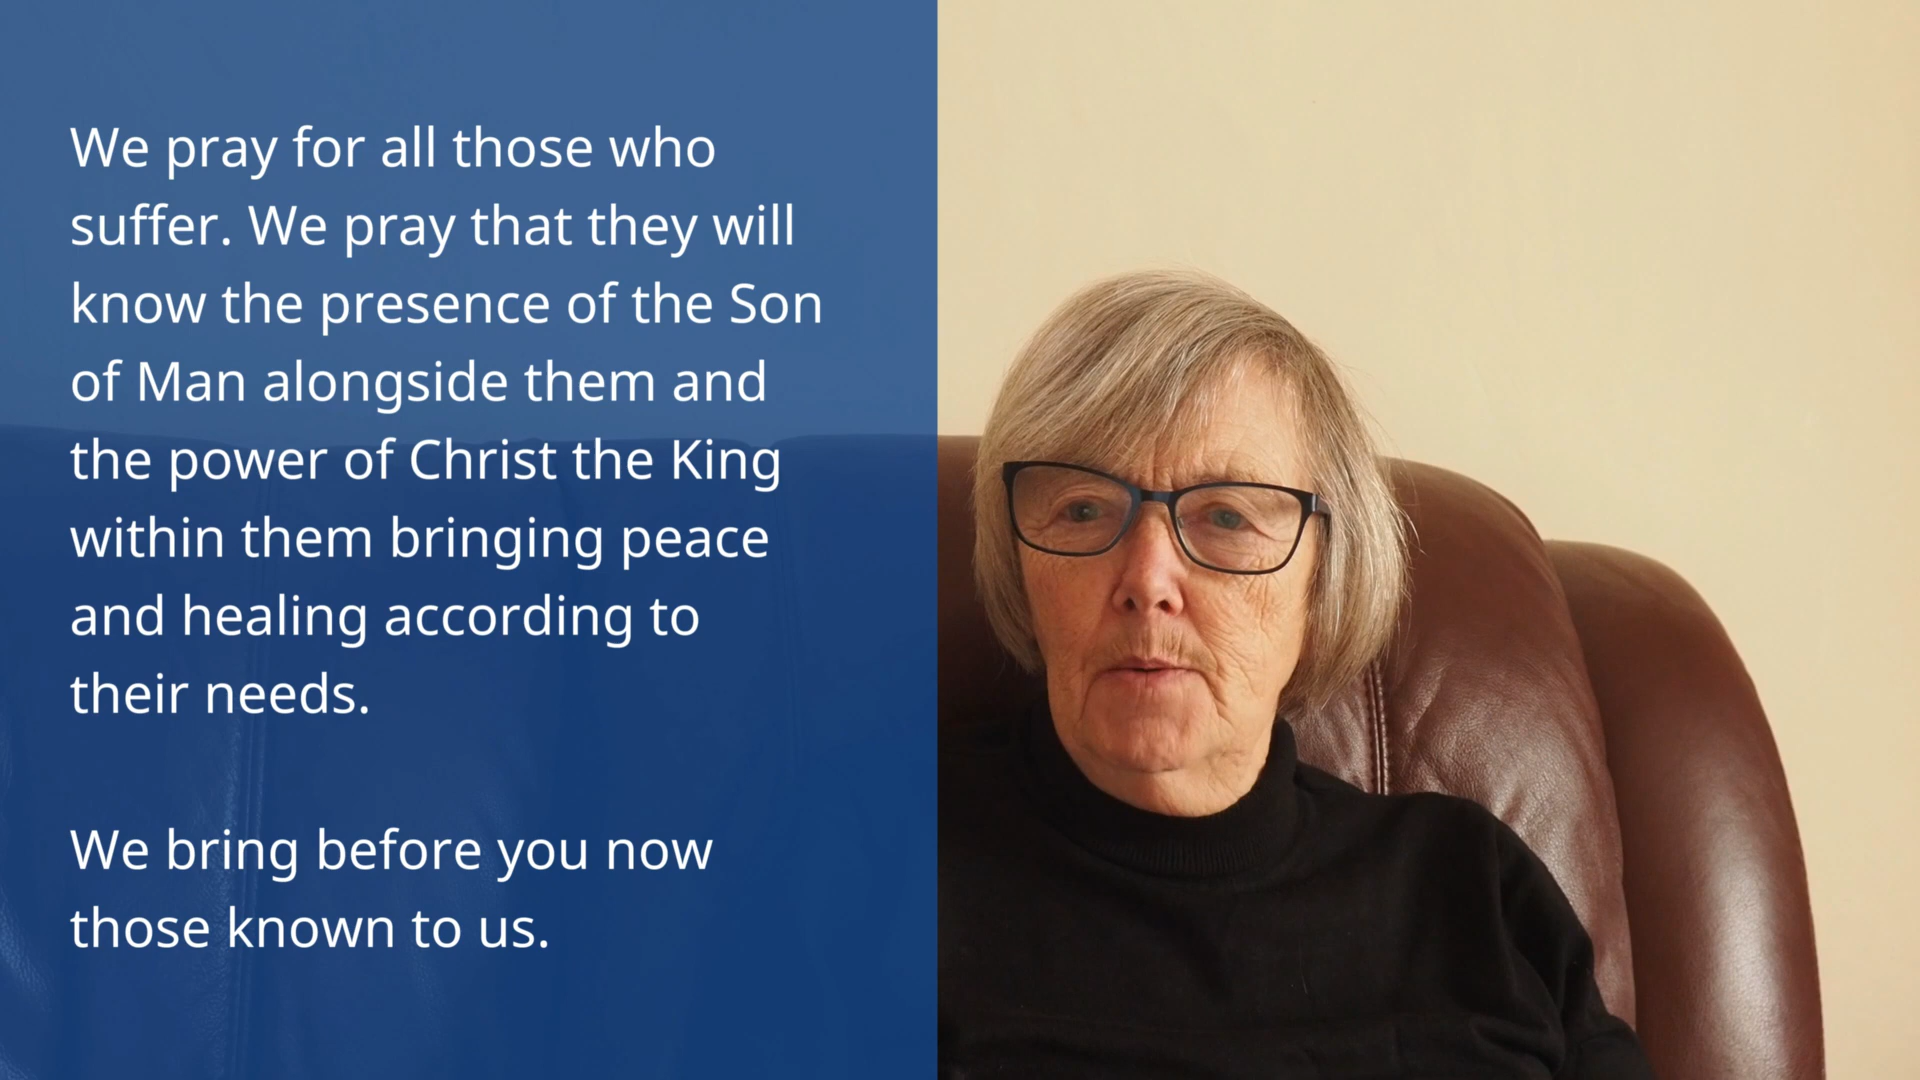 We pray for all those who
suffer. We pray that they will
know the presence of the Son
of Man alongside them and
the power of Christ the King
within them bringing peace
and healing according to
their needs.
We bring before you now
those known to us.